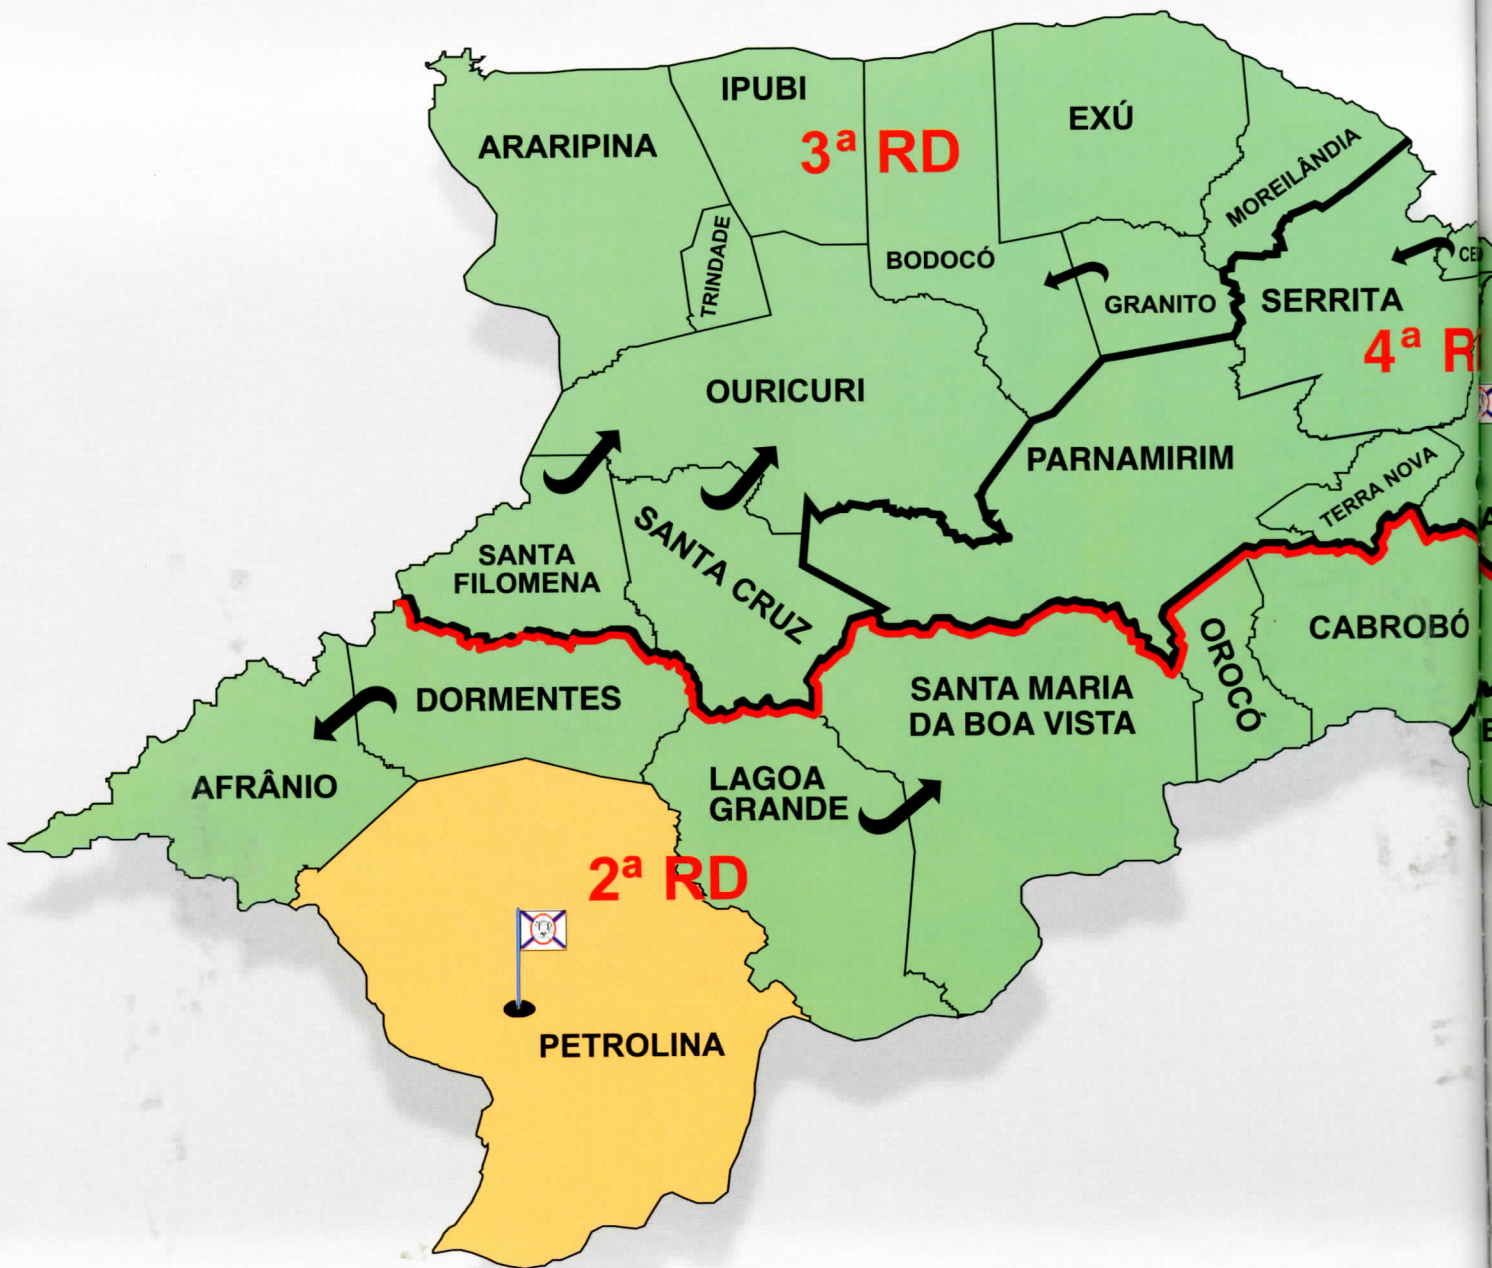 IPUBI
EXÚ
ARARIPINA
3ª RD
MOREILÂNDIA
TRINDADE
BODOCÓ
GRANITO
SERRITA
4ª R
OURICURI
PARNAMIRIM
TERRA NOVA
SANTA
FILOMENA
SANTA CRUZ
OROCÓ
CABROBÓ
DORMENTES
SANTA MARIA
DA BOA VISTA
AFRÂNIO
LAGOA
GRANDE
2ª RD
PETROLINA